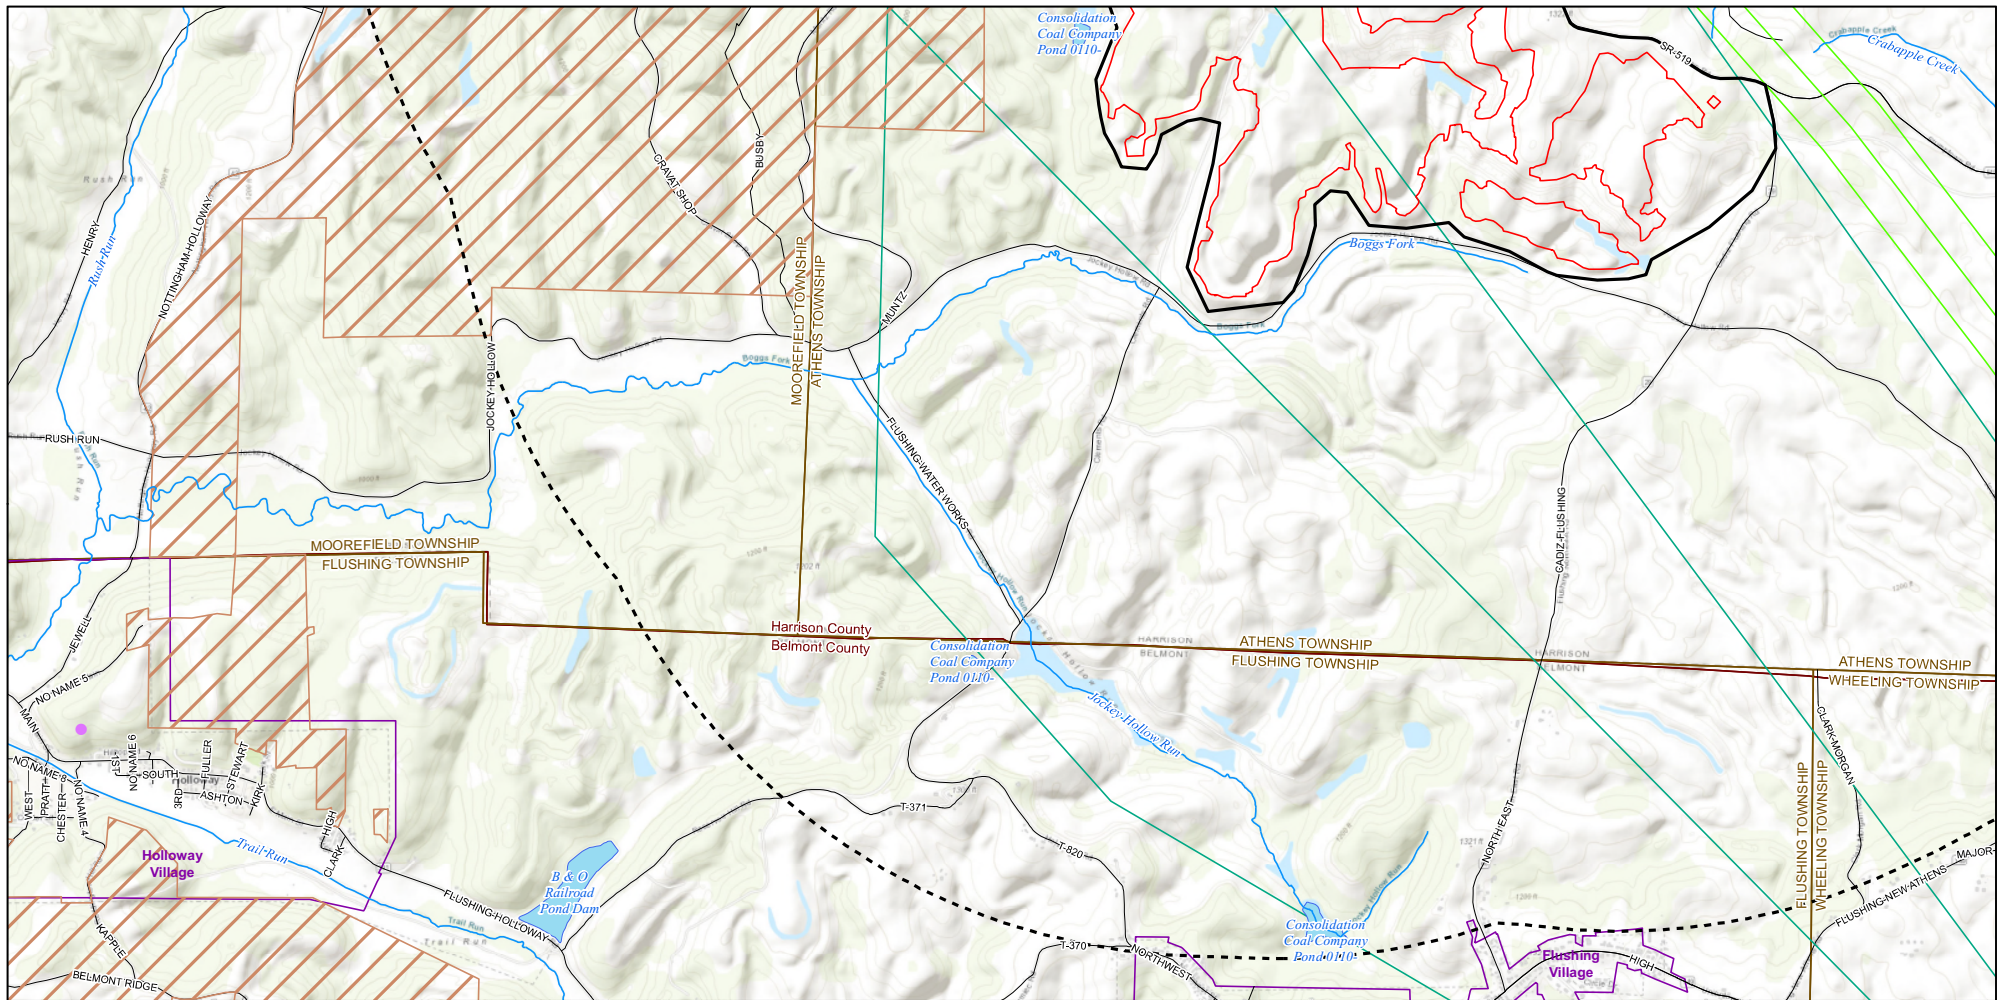 Consolidation
Coal Company
Pond 0110-
Crabapple Creek
Crabapple Creek
SR-519
Rush Run
HENRY
Rush Run
NOTTINGHAM-HOLLOWAY
CRAVAT SHOP
BUSBY
MOOREFIELD TOWNSHIP
ATHENS TOWNSHIP
MUNTZ
Boggs Fork
Boggs Fork
Boggs Fork
JOCKEY-HOLLOW
RUSH RUN
FLUSHING-WATER WORKS
CADIZ-FLUSHING
MOOREFIELD TOWNSHIP
FLUSHING TOWNSHIP
Harrison County
Belmont County
HARRISON
BELMONT
ATHENS TOWNSHIP
FLUSHING TOWNSHIP
HARRISON
BELMONT
ATHENS TOWNSHIP
WHEELING TOWNSHIP
Consolidation
Coal Company
Pond 0110-
Jockey Hollow Run
JEWELL
NO NAME 5
MAIN
NO NAME 8
WEST
PRATT
CHESTER
NO NAME 4
1ST
NO NAME 6
SOUTH
3RD
FULLER
ASHTON
STEWART
KIRK
Holloway
HIGH
CLARK
Holloway
Village
Trail Run
FLUSHING-HOLLOWAY
Trail Run
Trail Run
KAPPLE
BELMONT RIDGE
B & O
Railroad
Pond Dam
T-371
T-820
T-370
NORTHWEST
NORTH EAST
Consolidation
Coal Company
Pond 0110-
Flushing
Village
HIGH
FLUSHING TOWNSHIP
WHEELING TOWNSHIP
CLARK-MORGAN
FLUSHING-NEW ATHENS
MAJOR